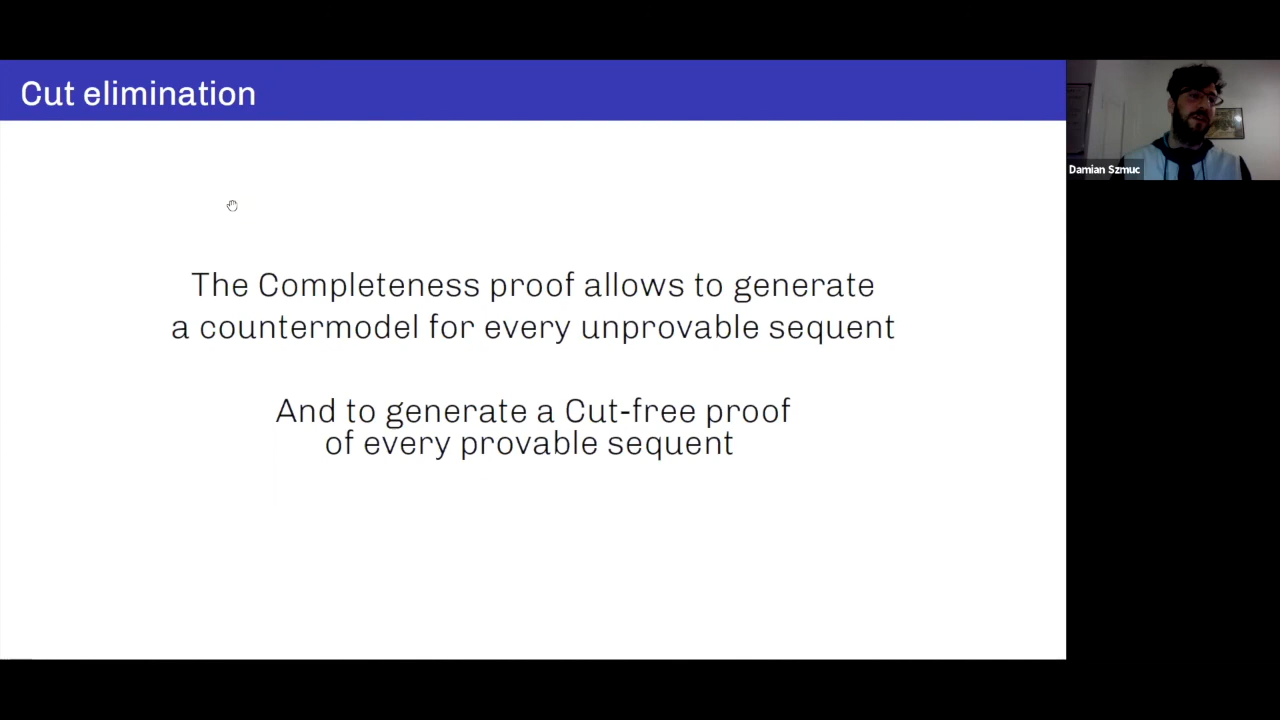 Cut elimination
Damian Szmuc
The Completeness proof allows to generate
a countermodel for every unprovable sequent
And to generate a Cut-free proof
of every provable sequent